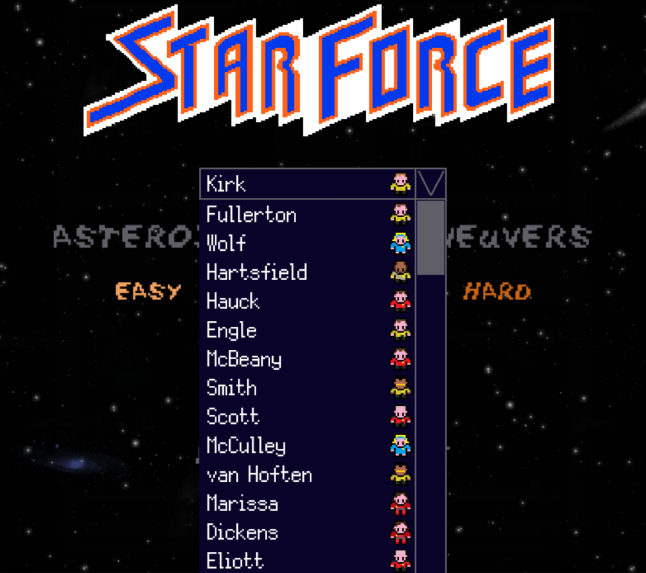 STAR FORCE
Kirk
Fullerton
Wolf
Hartsfield
Hauck
Engle
McBeany
Smith
Scott
McCulley
van Hoften
Marissa
Dickens
Eliott
EASY
HARD